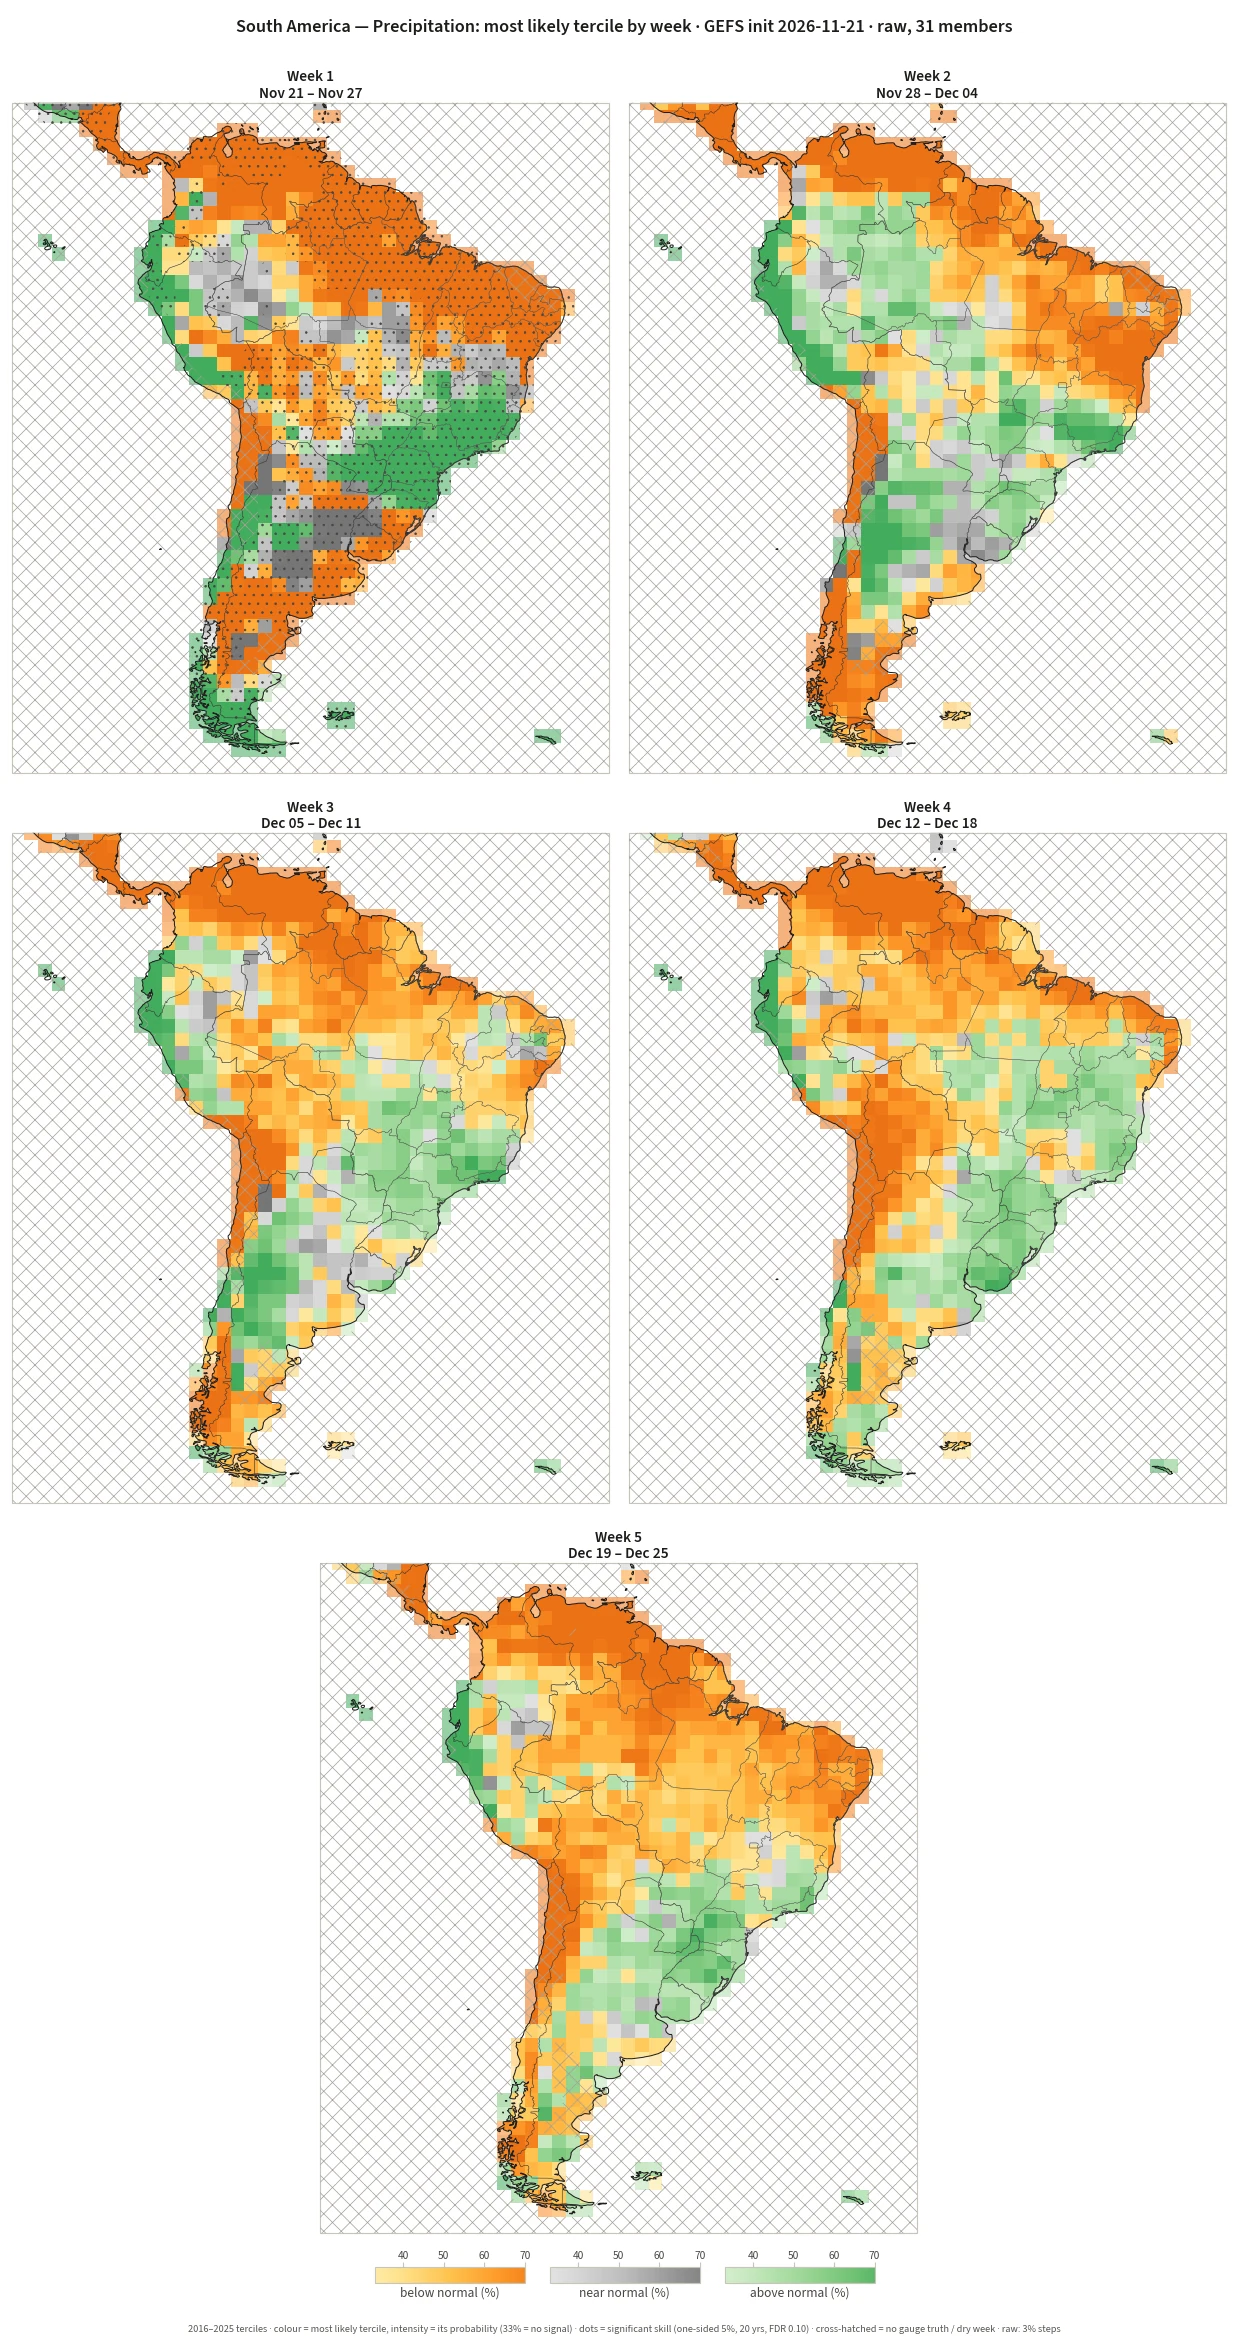 South America — Precipitation: most likely tercile by week · GEFS init 2026-11-21 · raw, 31 members
Week 1
Nov 21 – Nov 27
Week 2
Nov 28 – Dec 04
Week 3
Dec 05 – Dec 11
Week 4
Dec 12 – Dec 18
Week 5
Dec 19 – Dec 25
40 50 60 70
below normal (%)
40 50 60 70
near normal (%)
40 50 60 70
above normal (%)
2016–2025 terciles · colour = most likely tercile, intensity = its probability (33% = no signal) · dots = significant skill (one-sided 5%, 20 yrs, FDR 0.10) · cross-hatched = no gauge truth / dry week · raw: 3% steps